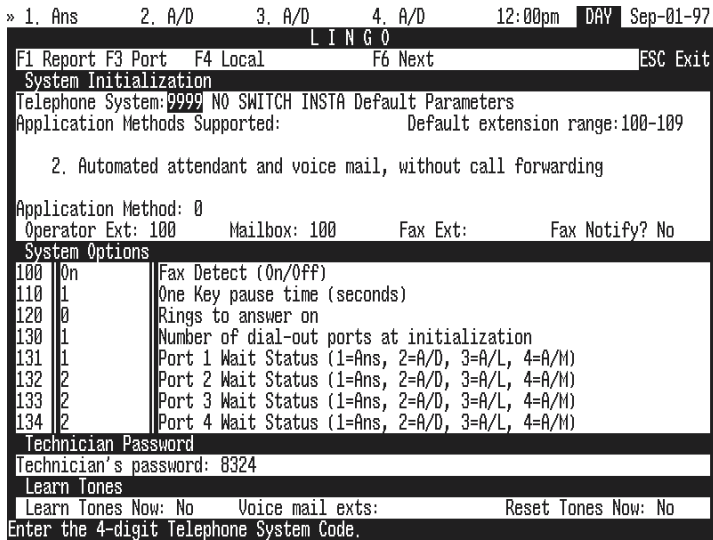 » 1. Ans 2. A/D 3. A/D 4. A/D 12:00pm DAY Sep-01-97
L I N G O
F1 Report F3 Port F4 Local F6 Next ESC Exit
System Initialization
Telephone System:9999 NO SWITCH INSTA Default Parameters
Application Methods Supported: Default extension range:100-109
2. Automated attendant and voice mail, without call forwarding
Application Method: 0
Operator Ext: 100 Mailbox: 100 Fax Ext: Fax Notify? No
System Options
100 On Fax Detect (On/Off)
110 1 One Key pause time (seconds)
120 0 Rings to answer on
130 1 Number of dial-out ports at initialization
131 1 Port 1 Wait Status (1=Ans, 2=A/D, 3=A/L, 4=A/M)
132 2 Port 2 Wait Status (1=Ans, 2=A/D, 3=A/L, 4=A/M)
133 2 Port 3 Wait Status (1=Ans, 2=A/D, 3=A/L, 4=A/M)
134 2 Port 4 Wait Status (1=Ans, 2=A/D, 3=A/L, 4=A/M)
Technician Password
Technician's password: 8324
Learn Tones
Learn Tones Now: No Voice mail exts: Reset Tones Now: No
Enter the 4-digit Telephone System Code.